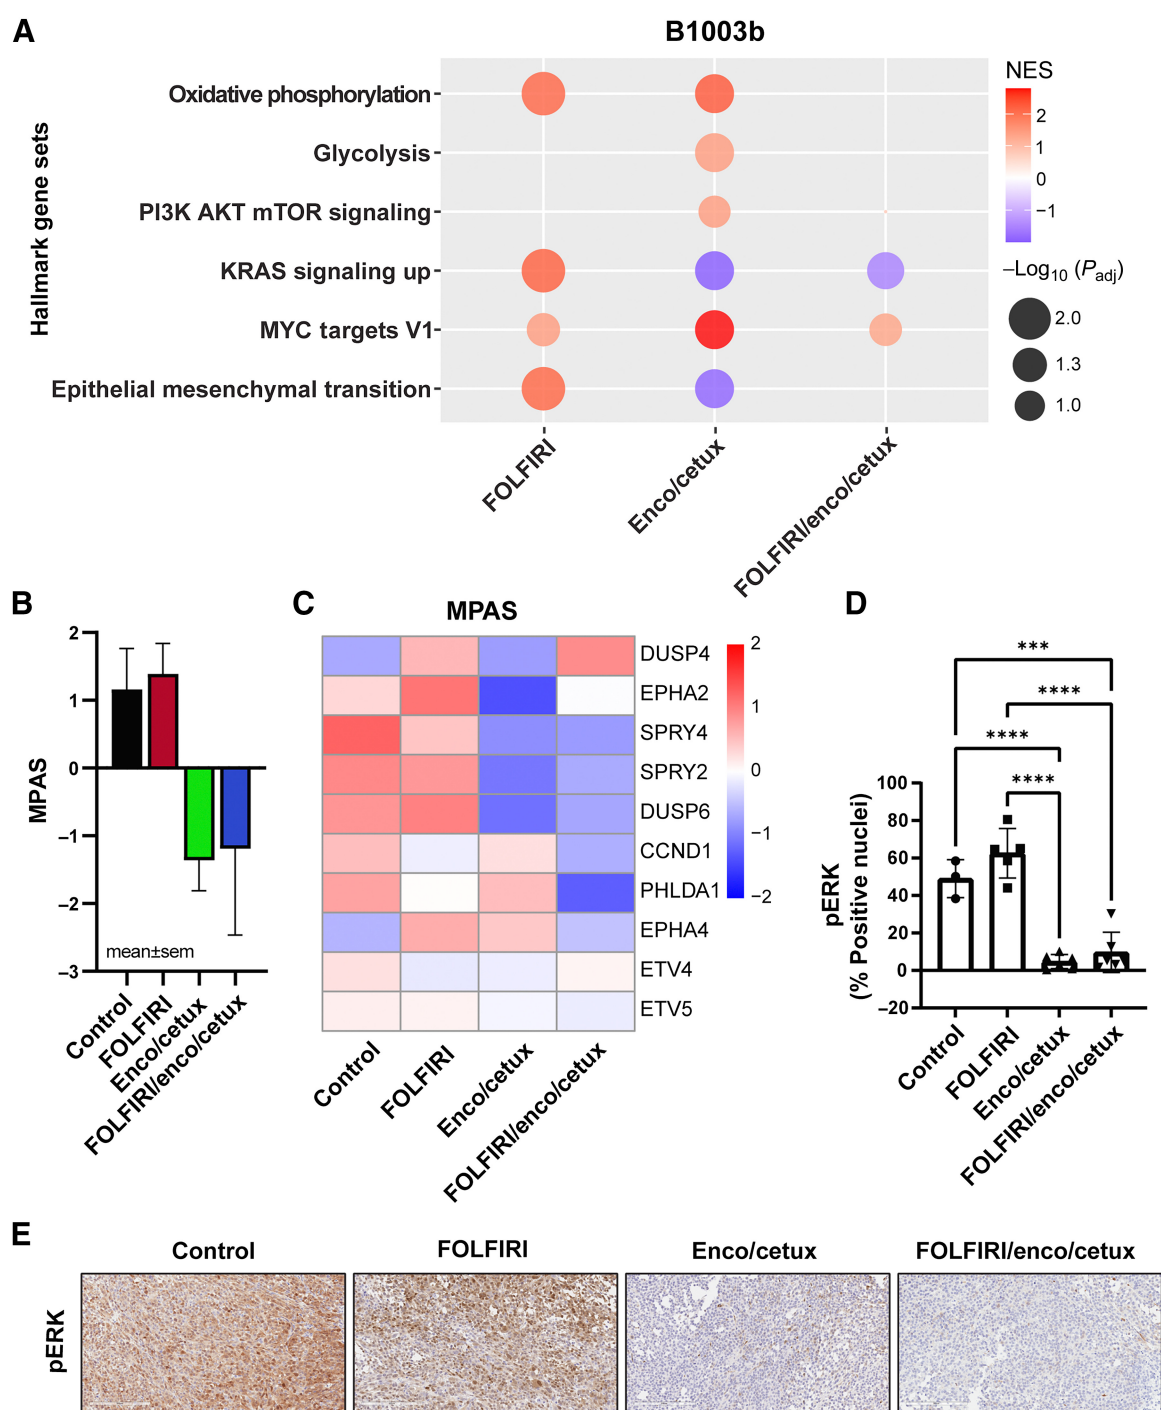 A
B1003b
Hallmark gene sets
Oxidative phosphorylation
Glycolysis
PI3K AKT mTOR signaling
KRAS signaling up
MYC targets V1
Epithelial mesenchymal transition
FOLFIRI
Enco/cetux
FOLFIRI/enco/cetux
NES
2
1
0
−1
−Log10 (Padj)
2.0
1.3
1.0
B
MPAS
2
1
0
−1
−2
−3
mean±sem
Control
FOLFIRI
Enco/cetux
FOLFIRI/enco/cetux
C
MPAS
DUSP4
EPHA2
SPRY4
SPRY2
DUSP6
CCND1
PHLDA1
EPHA4
ETV4
ETV5
2
1
0
−1
−2
Control
FOLFIRI
Enco/cetux
FOLFIRI/enco/cetux
D
***
****
****
****
pERK
(% Positive nuclei)
100
80
60
40
20
0
−20
Control
FOLFIRI
Enco/cetux
FOLFIRI/enco/cetux
E
Control
FOLFIRI
Enco/cetux
FOLFIRI/enco/cetux
pERK